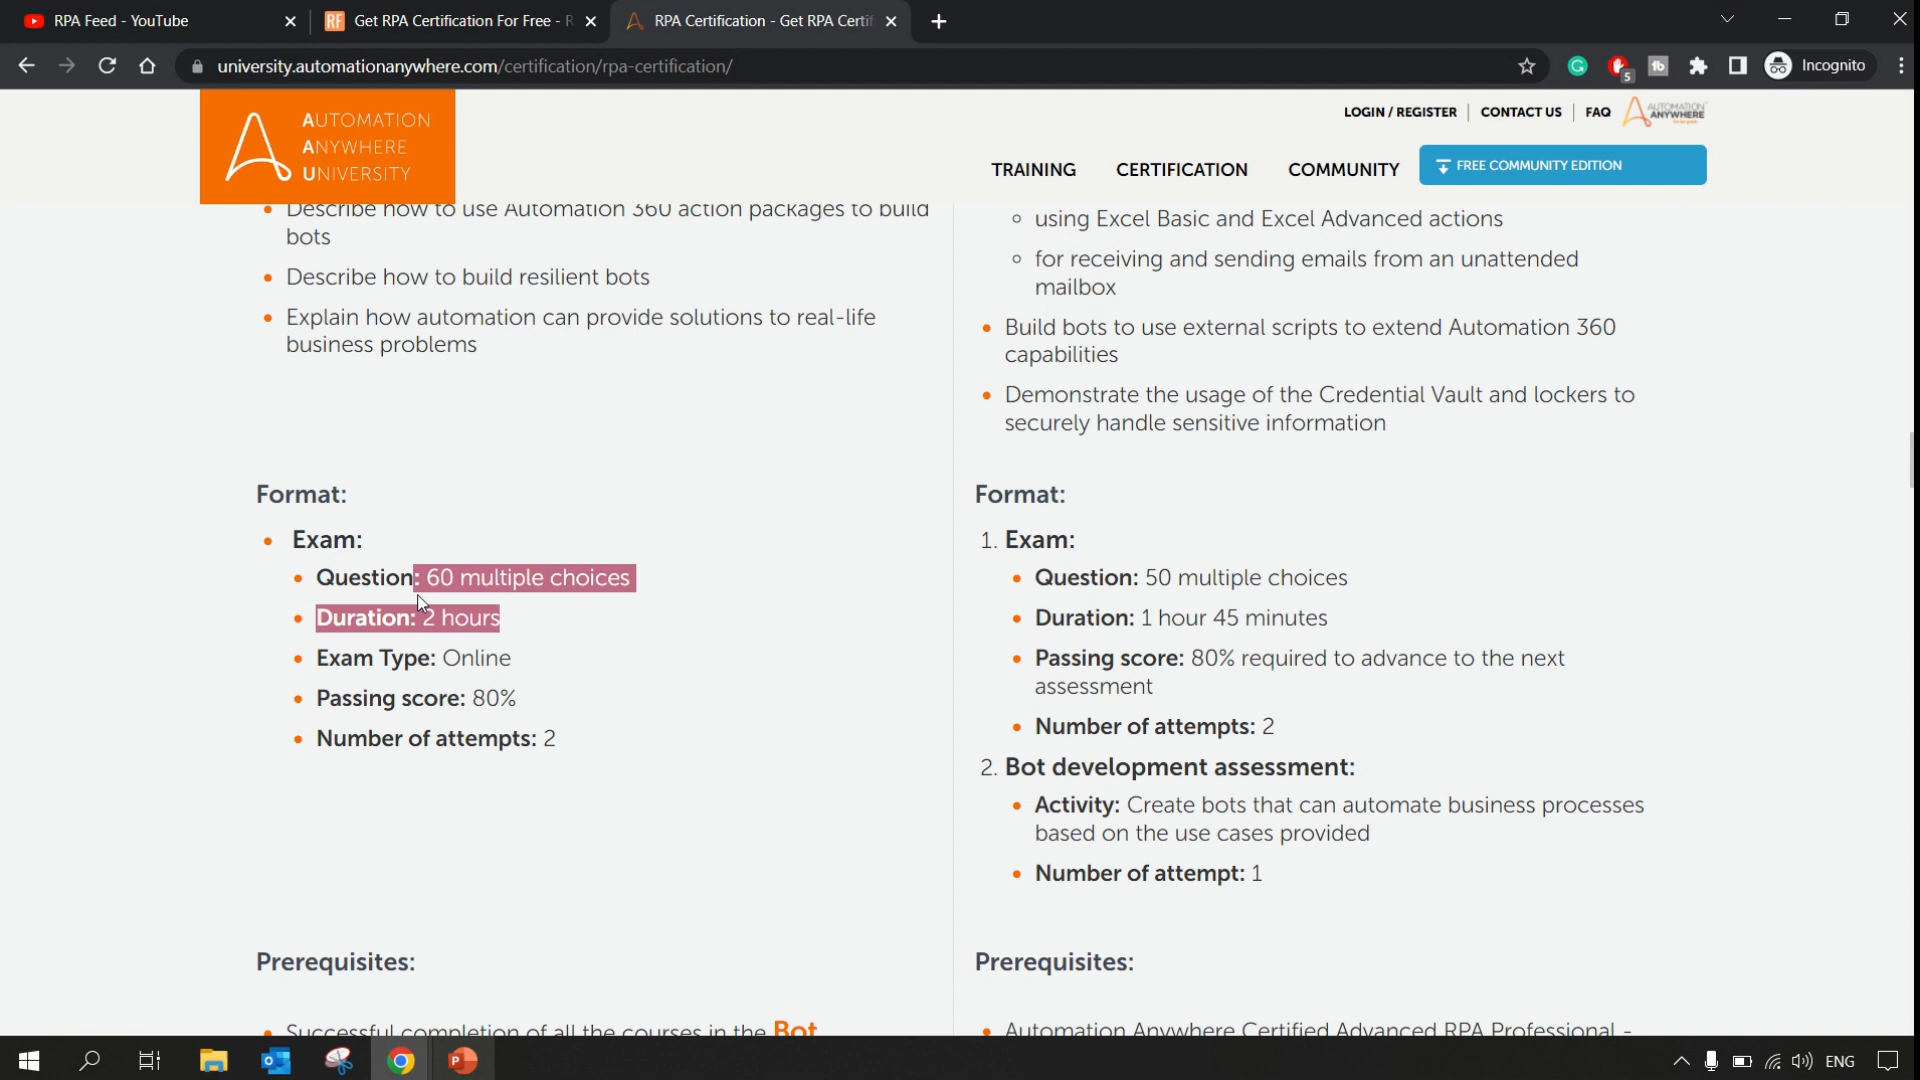 RPA Feed - YouTube
Get RPA Certification For Free - R
RPA Certification - Get RPA Certif
university.automationanywhere.com/certification/rpa-certification/
5
Incognito
AUTOMATION
ANYWHERE
UNIVERSITY
LOGIN / REGISTER
CONTACT US
FAQ
AUTOMATION
ANYWHERE
TRAINING
CERTIFICATION
COMMUNITY
FREE COMMUNITY EDITION
Describe how to use Automation 360 action packages to build
bots
Describe how to build resilient bots
Explain how automation can provide solutions to real-life
business problems
Format:
Exam:
Question: 60 multiple choices
Duration: 2 hours
Exam Type: Online
Passing score: 80%
Number of attempts: 2
Prerequisites:
Successful completion of all the courses in the Bot
using Excel Basic and Excel Advanced actions
for receiving and sending emails from an unattended
mailbox
Build bots to use external scripts to extend Automation 360
capabilities
Demonstrate the usage of the Credential Vault and lockers to
securely handle sensitive information
Format:
1. Exam:
Question: 50 multiple choices
Duration: 1 hour 45 minutes
Passing score: 80% required to advance to the next
assessment
Number of attempts: 2
2. Bot development assessment:
Activity: Create bots that can automate business processes
based on the use cases provided
Number of attempt: 1
Prerequisites:
Automation Anywhere Certified Advanced RPA Professional -
ENG